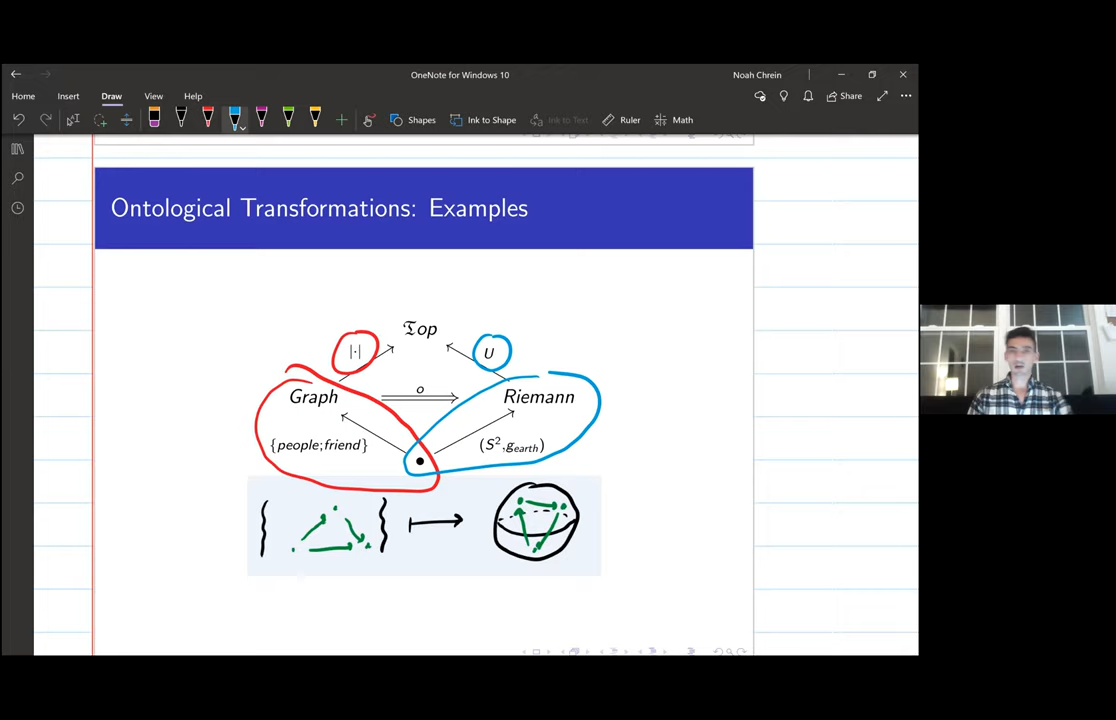 OneNote for Windows 10
Noah Chrein
Home Insert Draw View Help
Share
Shapes
Ink to Shape
Ink to Text
Ruler
Math
Ontological Transformations: Examples
𝔗op
|·| U
Graph o Riemann
{people;friend} (S²,g_earth)